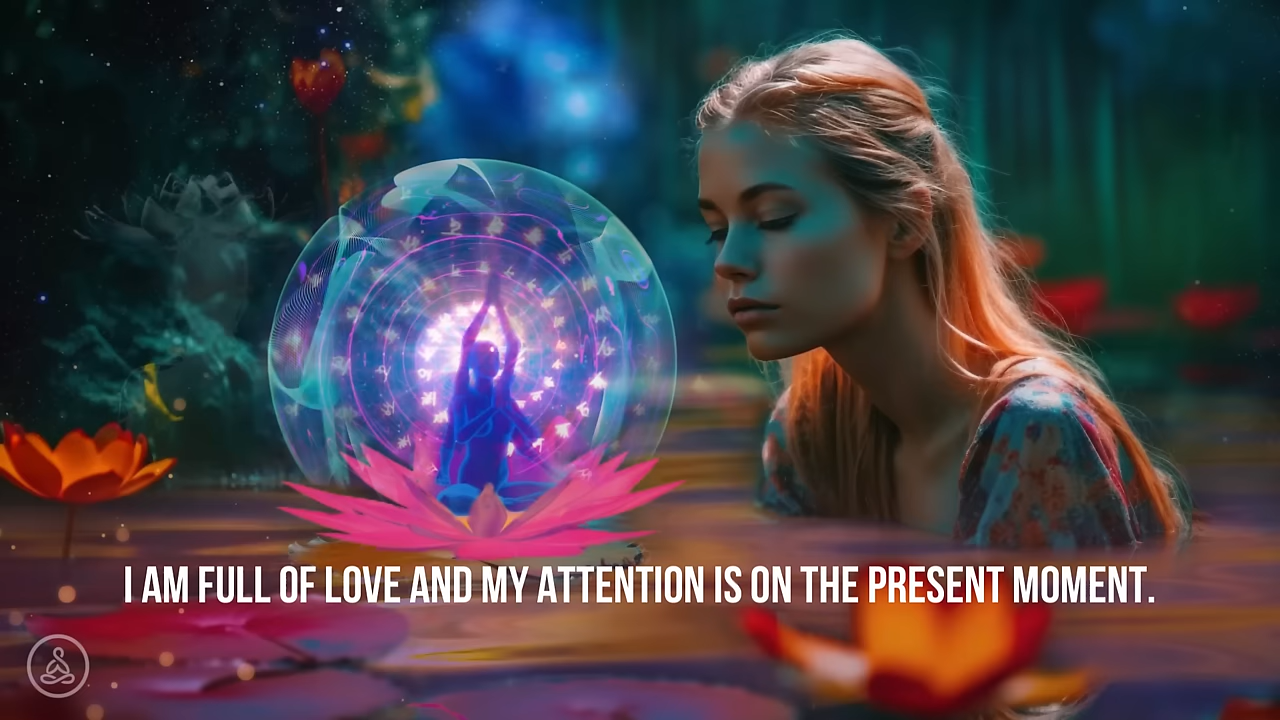 I AM FULL OF LOVE AND MY ATTENTION IS ON THE PRESENT MOMENT.